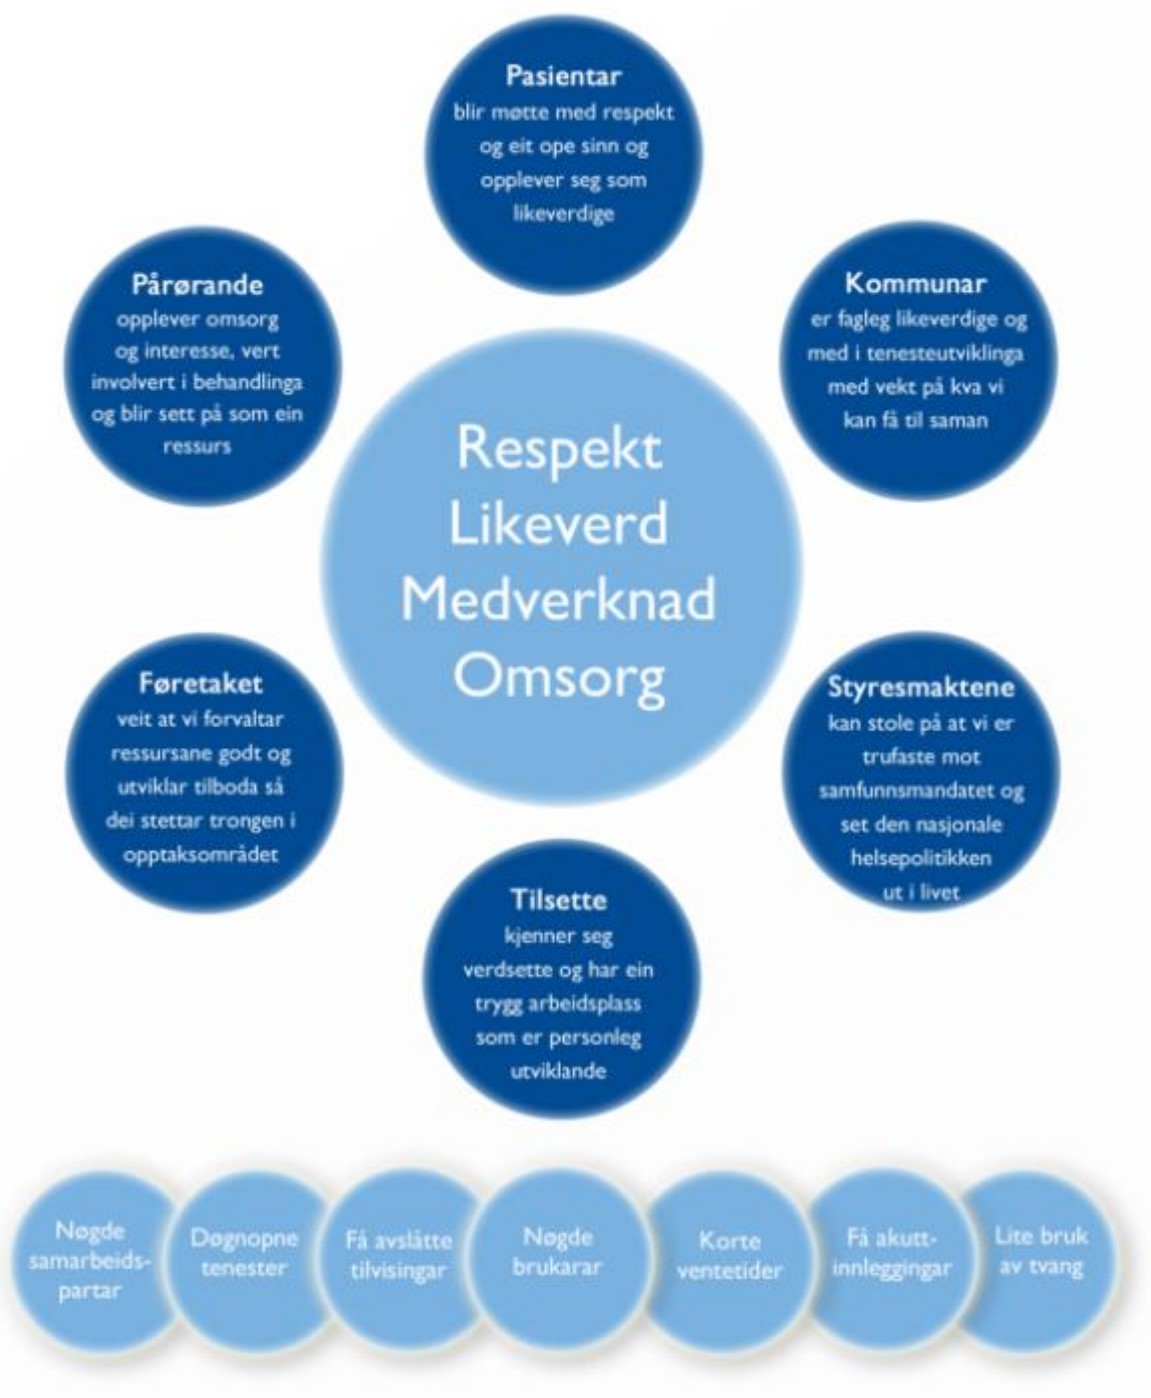 Pasientar
blir møtte med respekt
og eit ope sinn og
opplever seg som
likeverdige
Pårørande
opplever omsorg
og interesse, vert
involvert i behandlinga
og blir sett på som ein
ressurs
Kommunar
er fagleg likeverdige og
med i tenesteutviklinga
med vekt på kva vi
kan få til saman
Respekt
Likeverd
Medverknad
Omsorg
Føretaket
veit at vi forvaltar
ressursane godt og
utviklar tilboda så
dei stettar trongen i
opptaksområdet
Styresmaktene
kan stole på at vi er
trufaste mot
samfunnsmandatet og
set den nasjonale
helsepolitikken
ut i livet
Tilsette
kjenner seg
verdsette og har ein
trygg arbeidsplass
som er personleg
utviklande
Nøgde
samarbeids-
partar
Døgnopne
tenester
Få avslåtte
tilvisingar
Nøgde
brukarar
Korte
ventetider
Få akutt-
innleggingar
Lite bruk
av tvang